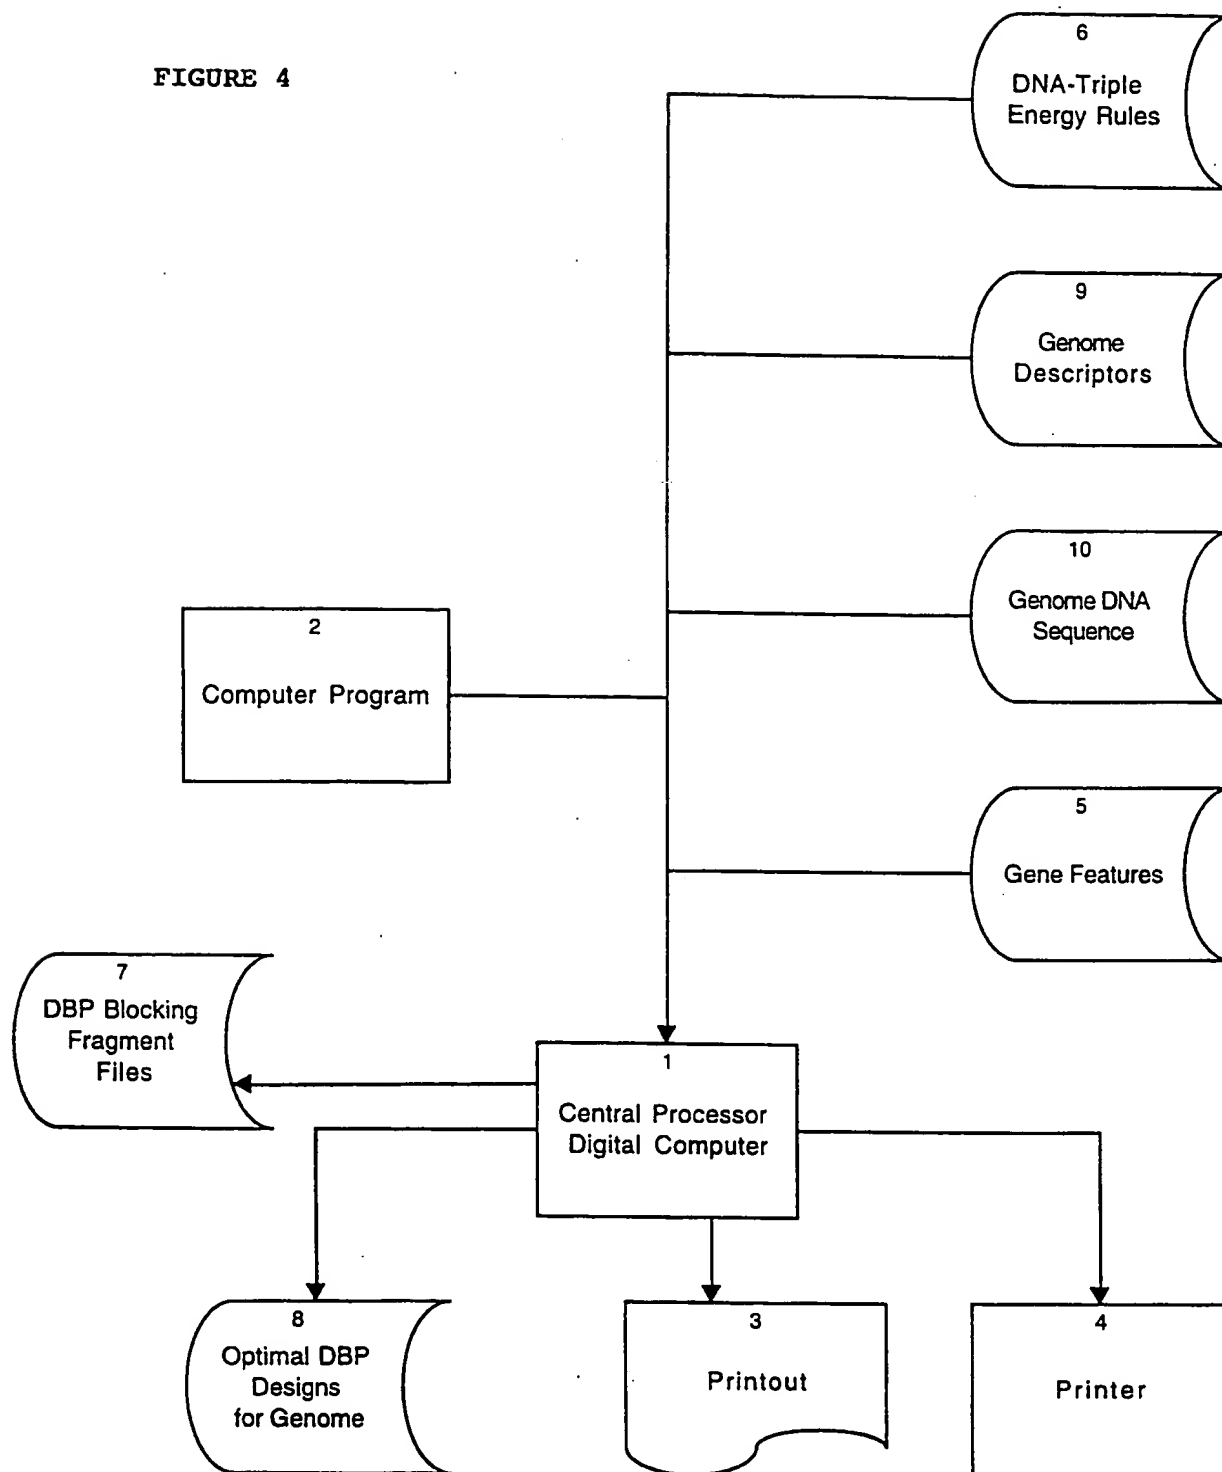 FIGURE 4
6
DNA-Triple
Energy Rules
9
Genome
Descriptors
10
Genome DNA
Sequence
2
Computer Program
5
Gene Features
7
DBP Blocking
Fragment
Files
1
Central Processor
Digital Computer
8
Optimal DBP
Designs
for Genome
3
Printout
4
Printer